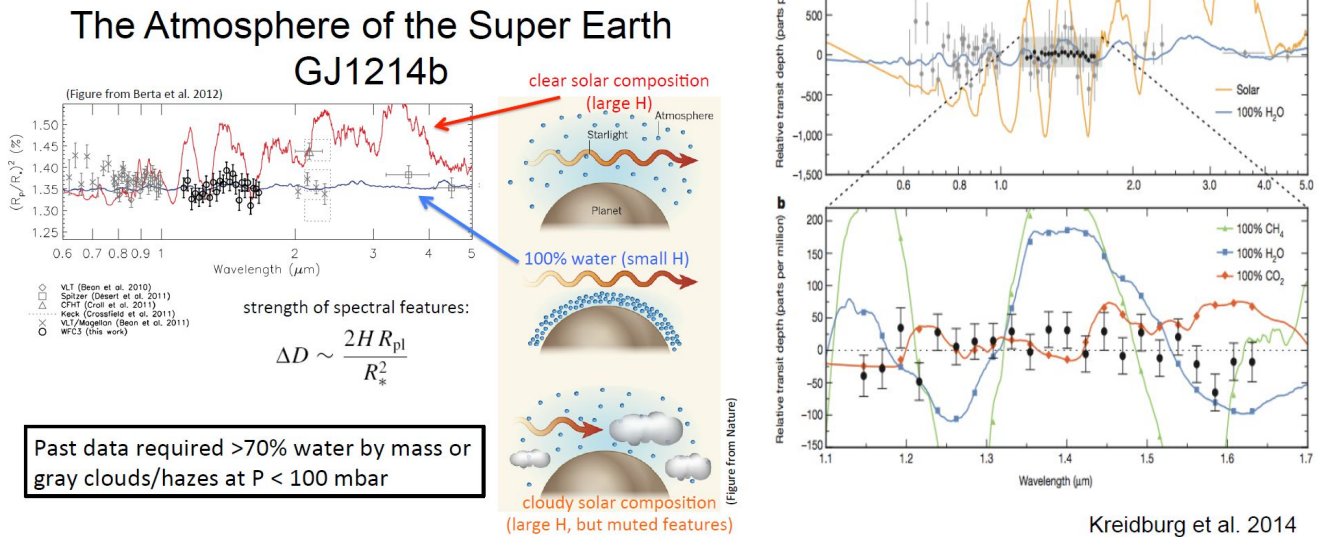 The Atmosphere of the Super Earth
GJ1214b
(Figure from Berta et al. 2012)
1.50
1.45
1.40
1.35
1.30
1.25
(Rp/R*)² (%)
0.6 0.7 0.8 0.9 1 2 3 4 5
Wavelength (μm)
VLT (Bean et al. 2010)
Spitzer (Désert et al. 2011)
CFHT (Croll et al. 2011)
Keck (Crossfield et al. 2011)
VLT/Magellan (Bean et al. 2011)
WFC3 (this work)
clear solar composition
(large H)
Atmosphere
Starlight
Planet
100% water (small H)
strength of spectral features:
ΔD ~ 2H Rpl / R*²
Past data required >70% water by mass or
gray clouds/hazes at P < 100 mbar
cloudy solar composition
(large H, but muted features)
(Figure from Nature)
Relative transit depth (parts p
500
0
−500
−1,000
−1,500
Solar
100% H₂O
0.6 0.8 1.0 2.0 3.0 4.0 5.0
b
Relative transit depth (parts per million)
200
150
100
50
0
−50
−100
−150
100% CH₄
100% H₂O
100% CO₂
1.1 1.2 1.3 1.4 1.5 1.6 1.7
Wavelength (μm)
Kreidburg et al. 2014